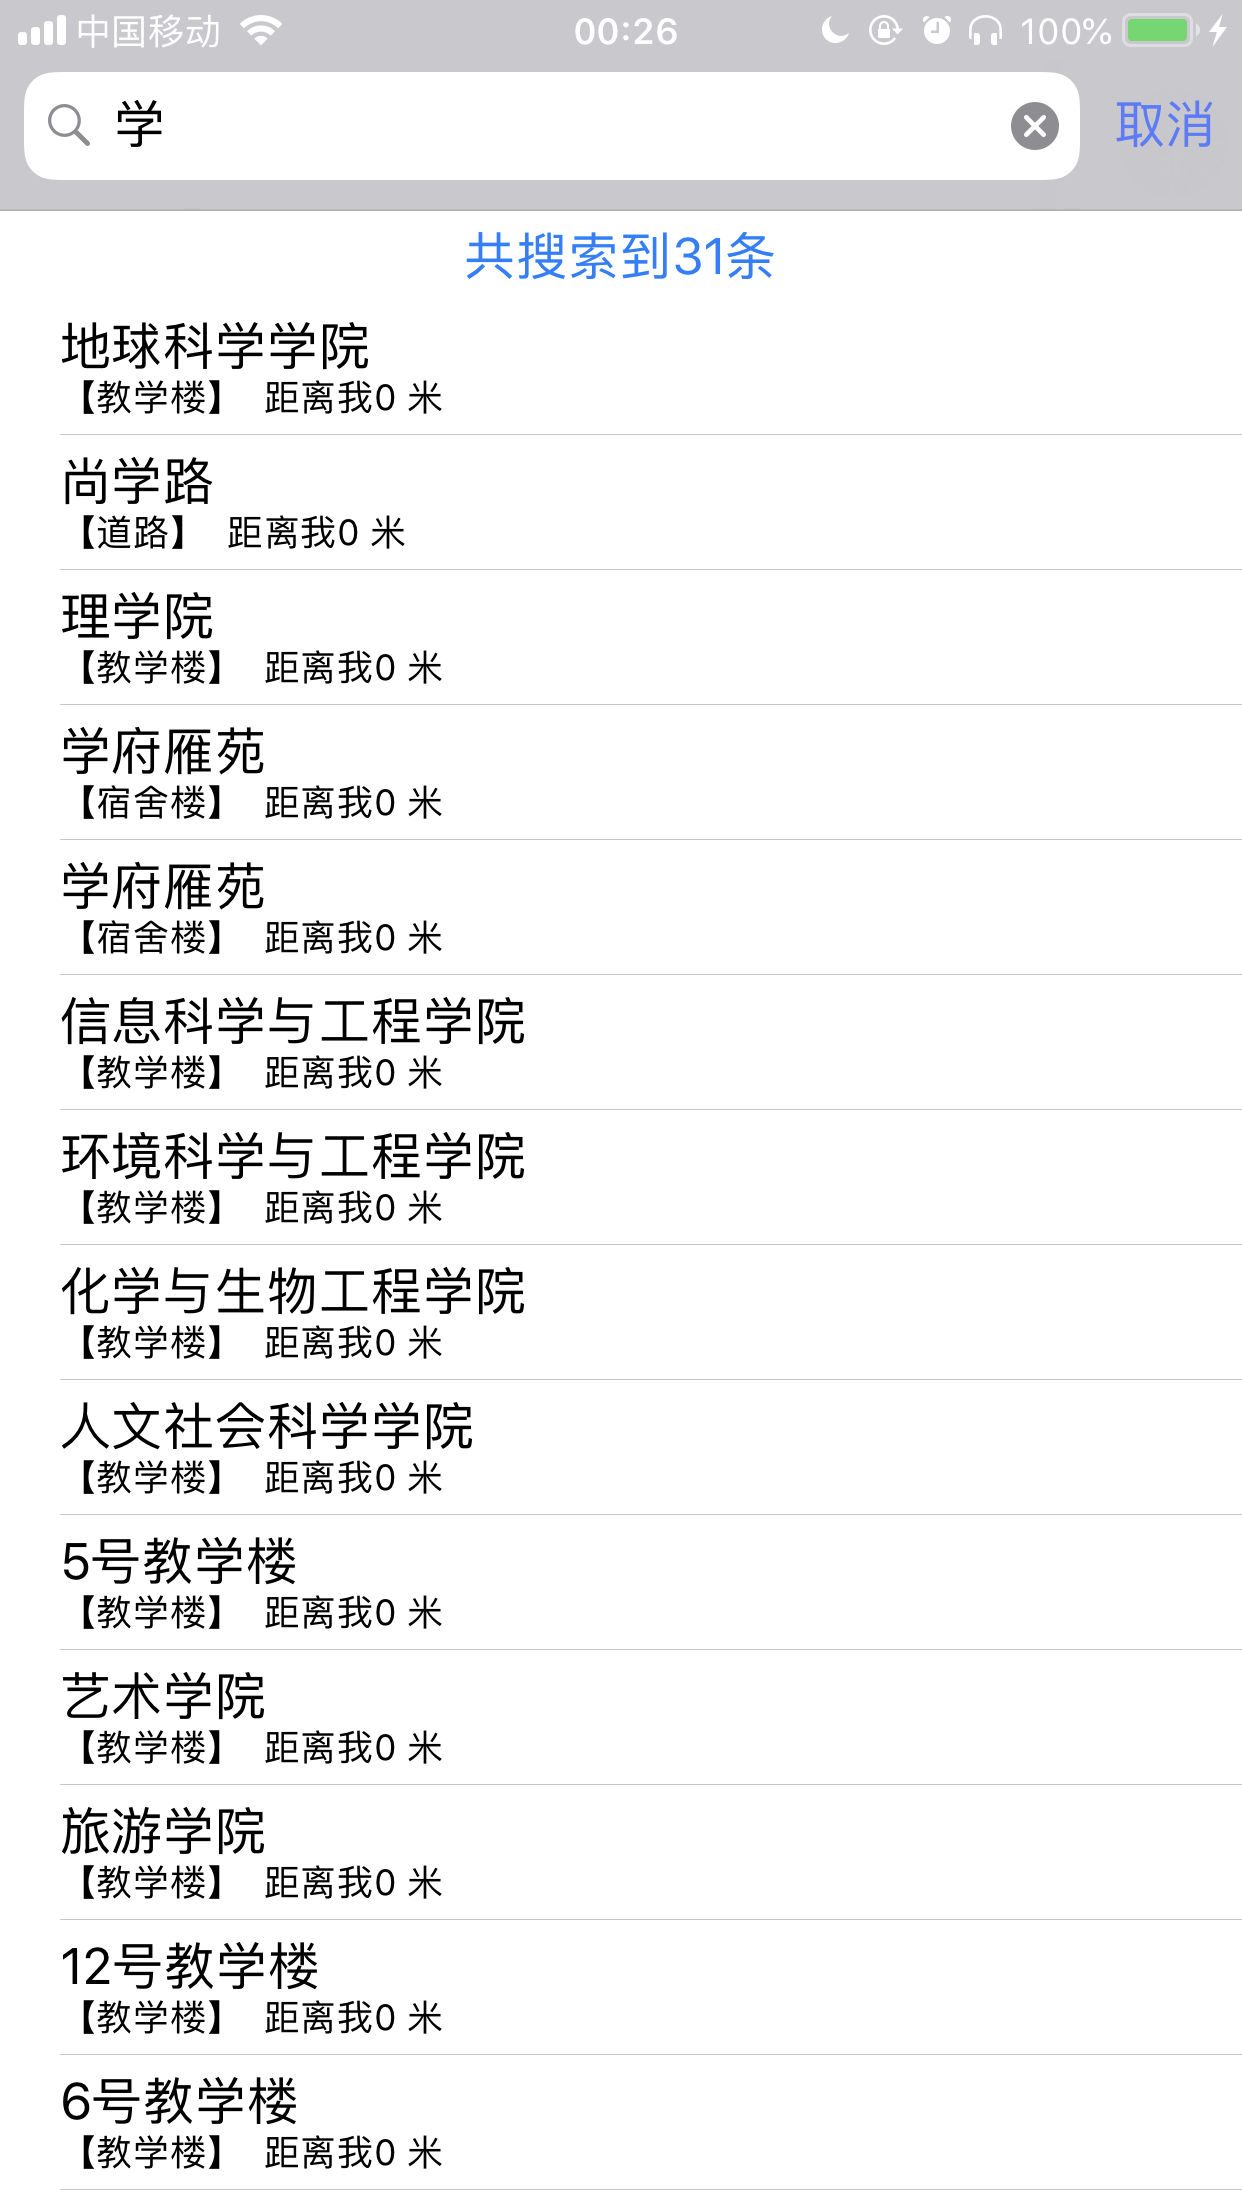 中国移动 00:26 100%
学 取消
共搜索到31条
地球科学学院
【教学楼】 距离我0 米
尚学路
【道路】 距离我0 米
理学院
【教学楼】 距离我0 米
学府雁苑
【宿舍楼】 距离我0 米
学府雁苑
【宿舍楼】 距离我0 米
信息科学与工程学院
【教学楼】 距离我0 米
环境科学与工程学院
【教学楼】 距离我0 米
化学与生物工程学院
【教学楼】 距离我0 米
人文社会科学学院
【教学楼】 距离我0 米
5号教学楼
【教学楼】 距离我0 米
艺术学院
【教学楼】 距离我0 米
旅游学院
【教学楼】 距离我0 米
12号教学楼
【教学楼】 距离我0 米
6号教学楼
【教学楼】 距离我0 米